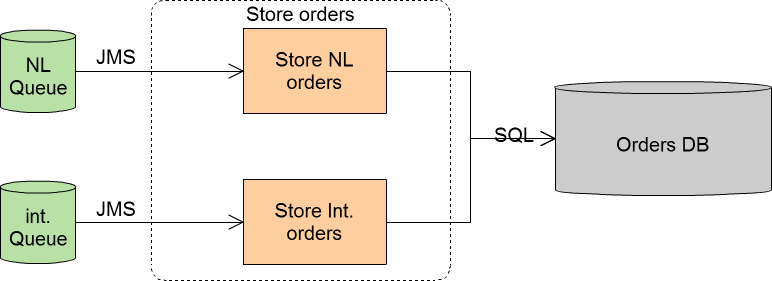 Store orders
NL
Queue
JMS
Store NL
orders
SQL
Orders DB
int.
Queue
JMS
Store Int.
orders